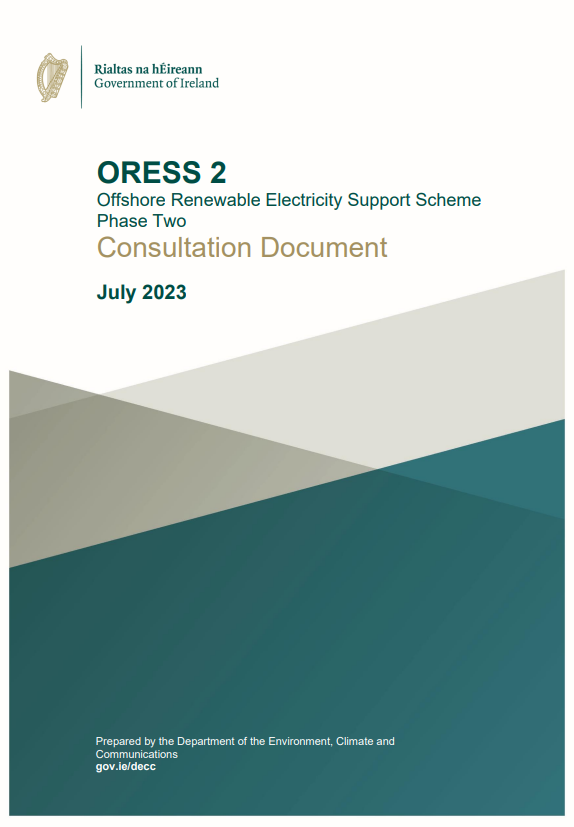 Rialtas na hÉireann
Government of Ireland
ORESS 2
Offshore Renewable Electricity Support Scheme
Phase Two
Consultation Document
July 2023
Prepared by the Department of the Environment, Climate and
Communications
gov.ie/decc